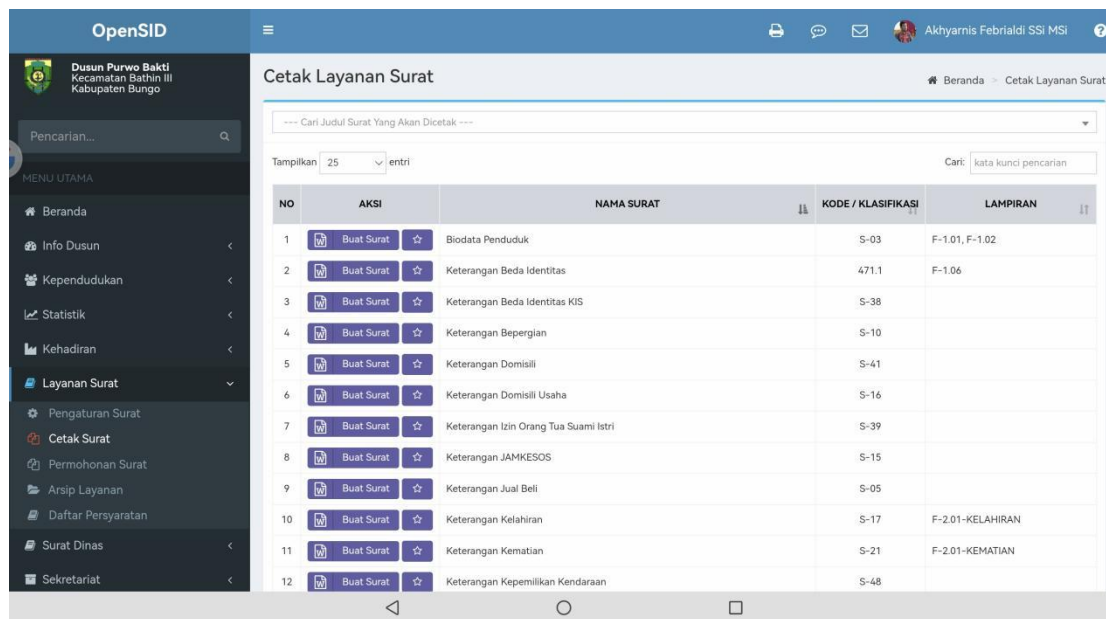 OpenSID
Akhyarnis Febrialdi SSi MSi
Dusun Purwo Bakti
Kecamatan Bathin III
Kabupaten Bungo
Cetak Layanan Surat
Beranda > Cetak Layanan Surat
Pencarian...
--- Cari Judul Surat Yang Akan Dicetak ---
Tampilkan 25 entri
Cari: kata kunci pencarian
MENU UTAMA
Beranda
Info Dusun
Kependudukan
Statistik
Kehadiran
Layanan Surat
Pengaturan Surat
Cetak Surat
Permohonan Surat
Arsip Layanan
Daftar Persyaratan
Surat Dinas
Sekretariat
NO AKSI NAMA SURAT KODE / KLASIFIKASI LAMPIRAN
1 Buat Surat Biodata Penduduk S-03 F-1.01, F-1.02
2 Buat Surat Keterangan Beda Identitas 471.1 F-1.06
3 Buat Surat Keterangan Beda Identitas KIS S-38
4 Buat Surat Keterangan Bepergian S-10
5 Buat Surat Keterangan Domisili S-41
6 Buat Surat Keterangan Domisili Usaha S-16
7 Buat Surat Keterangan Izin Orang Tua Suami Istri S-39
8 Buat Surat Keterangan JAMKESOS S-15
9 Buat Surat Keterangan Jual Beli S-05
10 Buat Surat Keterangan Kelahiran S-17 F-2.01-KELAHIRAN
11 Buat Surat Keterangan Kematian S-21 F-2.01-KEMATIAN
12 Buat Surat Keterangan Kepemilikan Kendaraan S-48